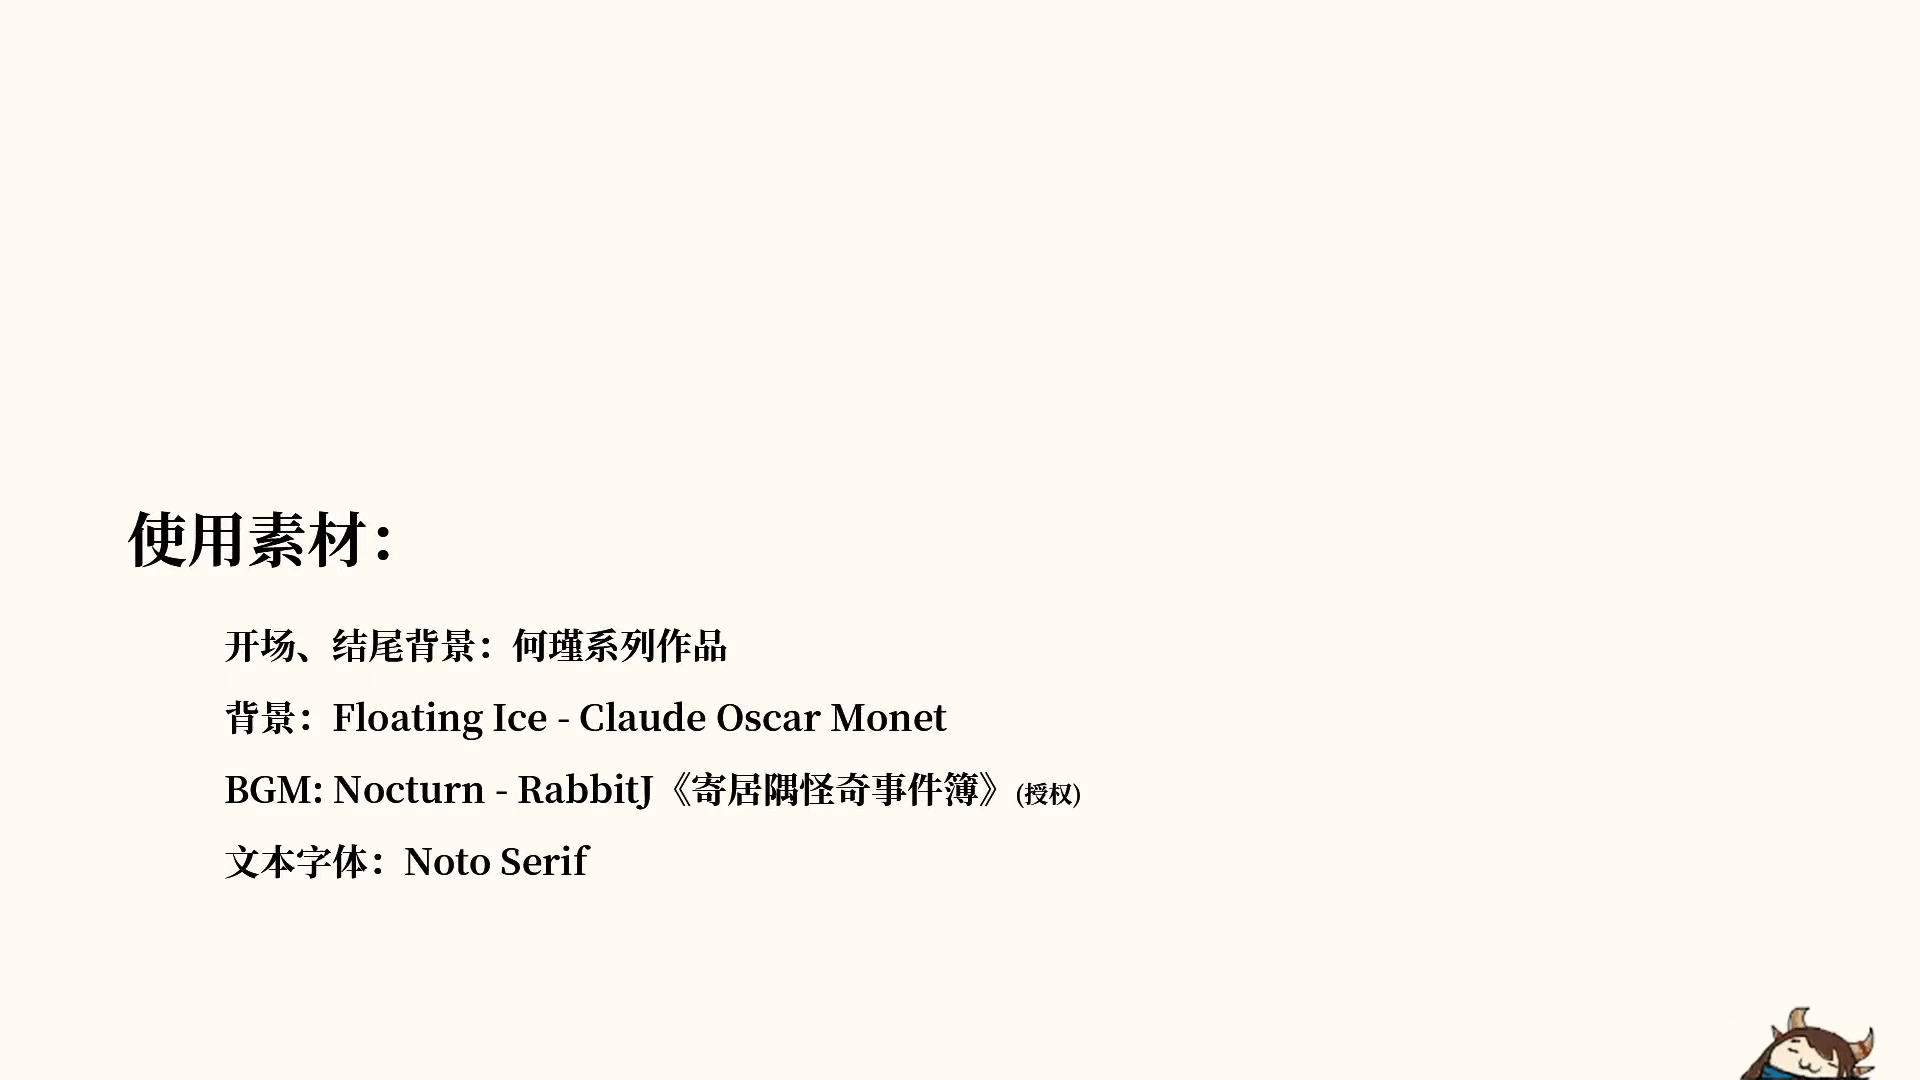 使用素材：
开场、结尾背景：何瑾系列作品
背景：Floating Ice - Claude Oscar Monet
BGM: Nocturn - RabbitJ《寄居隅怪奇事件簿》(授权)
文本字体：Noto Serif